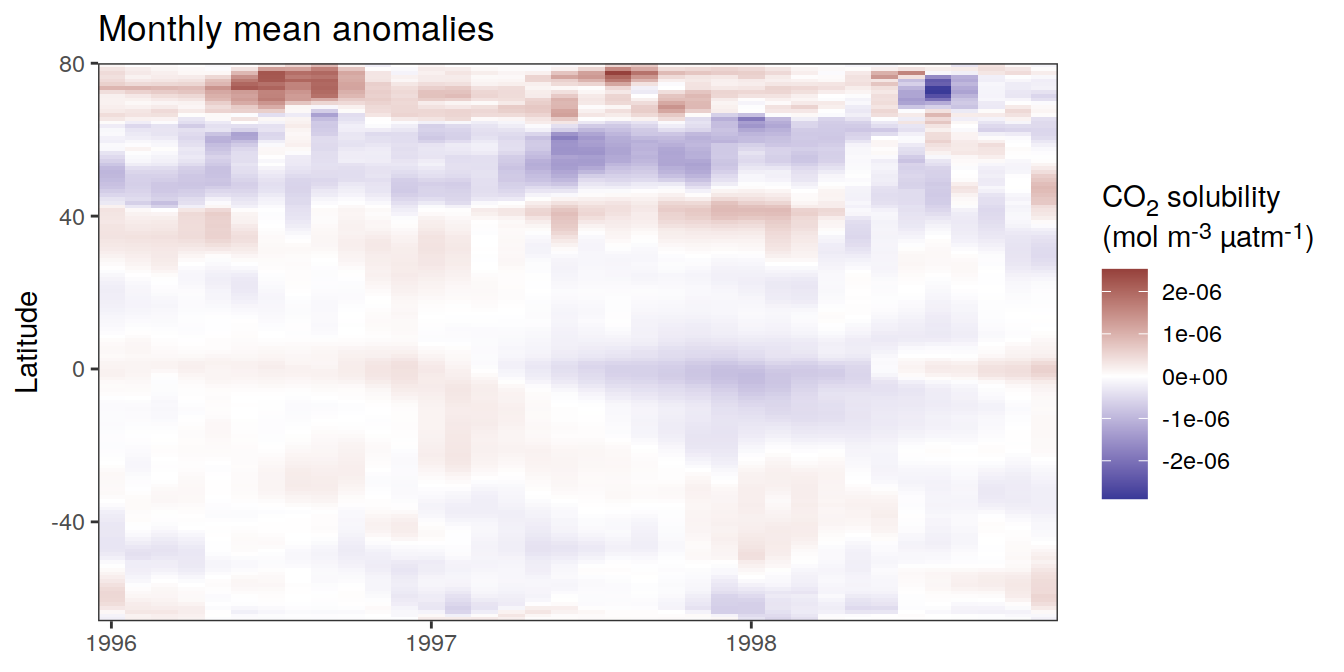 Monthly mean anomalies
80
40
0
-40
Latitude
1996
1997
1998
CO₂ solubility
(mol m⁻³ µatm⁻¹)
2e-06
1e-06
0e+00
-1e-06
-2e-06